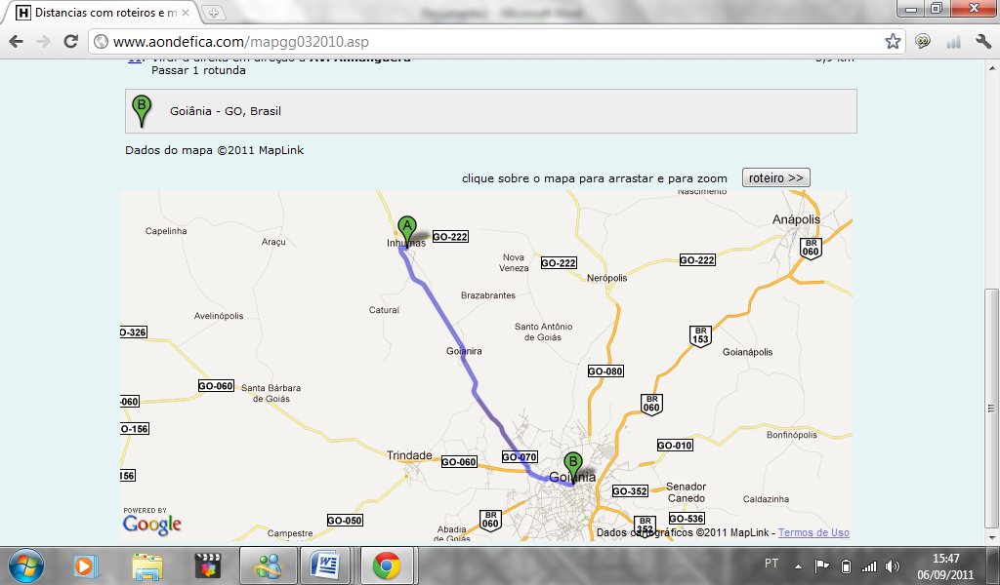 Distancias com roteiros e m
www.aondefica.com/mapgg032010.asp
11. Virar à direita em direção a Av. Anhanguera
5,9 km
Passar 1 rotunda
B
Goiânia - GO, Brasil
Dados do mapa ©2011 MapLink
clique sobre o mapa para arrastar e para zoom
roteiro >>
Nascimento
Anápolis
A
Capelinha
Araçu
Inhumas
GO-222
BR
060
Nova
Veneza
GO-222
GO-222
Nerópolis
Brazabrantes
Caturaí
Avelinópolis
Santo Antônio
de Goiás
O-326
BR
153
Goianira
Goianápolis
GO-080
GO-060
Santa Bárbara
de Goiás
-060
BR
060
O-156
Bonfinópolis
GO-010
Trindade
GO-060
GO-070
B
Goiânia
156
GO-352
Senador
Canedo
Caldazinha
POWERED BY
Google
GO-050
BR
060
GO-536
BR
352
Campestre
Abadia
de Goiás
Dados cartográficos ©2011 MapLink - Termos de Uso
PT
15:47
06/09/2011